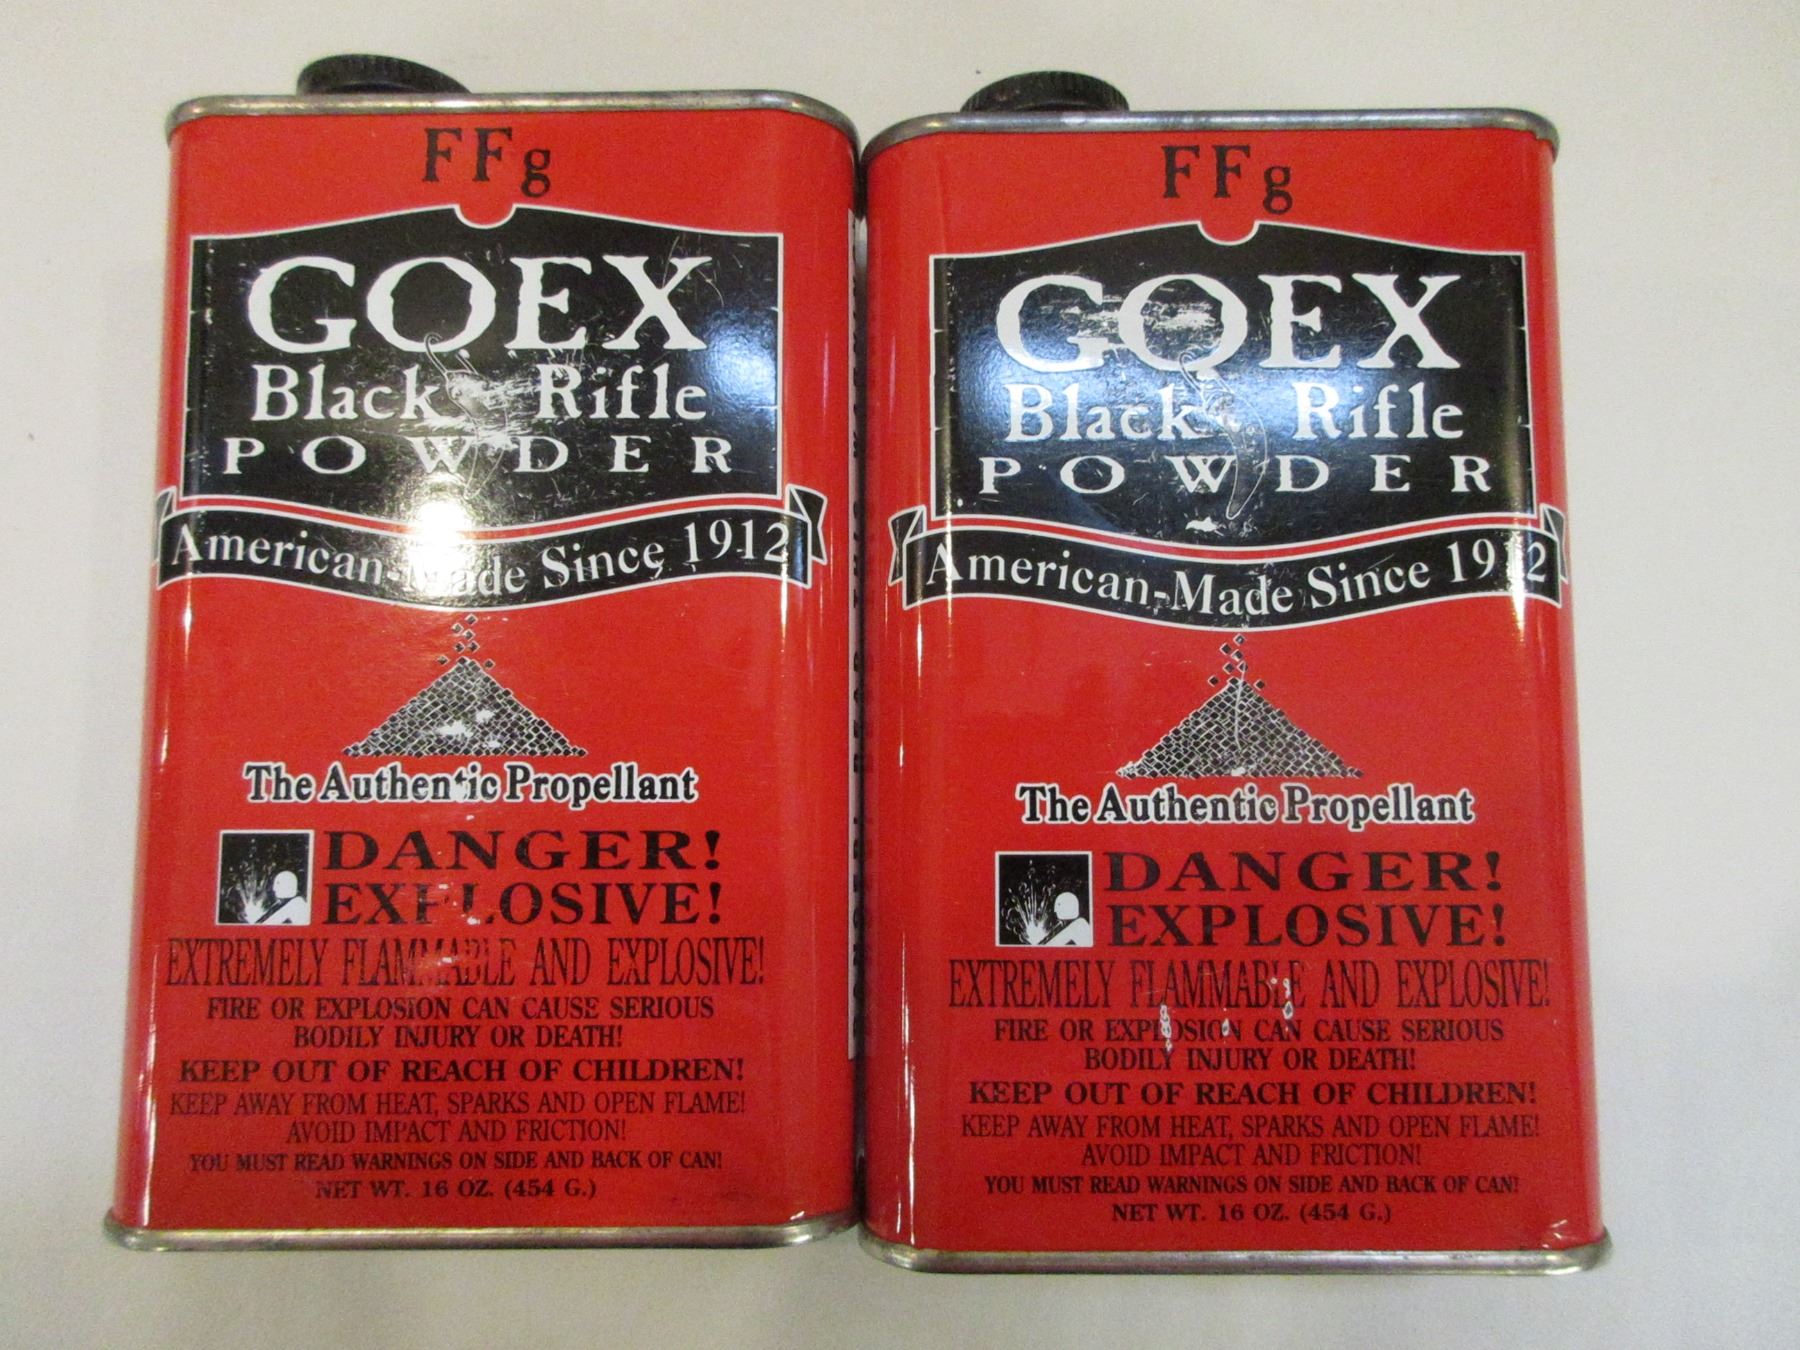 FFg
GOEX
Black Rifle
POWDER
American-Made Since 1912
The Authentic Propellant
DANGER!
EXPLOSIVE!
EXTREMELY FLAMMABLE AND EXPLOSIVE!
FIRE OR EXPLOSION CAN CAUSE SERIOUS
BODILY INJURY OR DEATH!
KEEP OUT OF REACH OF CHILDREN!
KEEP AWAY FROM HEAT, SPARKS AND OPEN FLAME!
AVOID IMPACT AND FRICTION!
YOU MUST READ WARNINGS ON SIDE AND BACK OF CAN!
NET WT. 16 OZ. (454 G.)
FFg
GOEX
Black Rifle
POWDER
American-Made Since 1912
The Authentic Propellant
DANGER!
EXPLOSIVE!
EXTREMELY FLAMMABLE AND EXPLOSIVE!
FIRE OR EXPLOSION CAN CAUSE SERIOUS
BODILY INJURY OR DEATH!
KEEP OUT OF REACH OF CHILDREN!
KEEP AWAY FROM HEAT, SPARKS AND OPEN FLAME!
AVOID IMPACT AND FRICTION!
YOU MUST READ WARNINGS ON SIDE AND BACK OF CAN!
NET WT. 16 OZ. (454 G.)